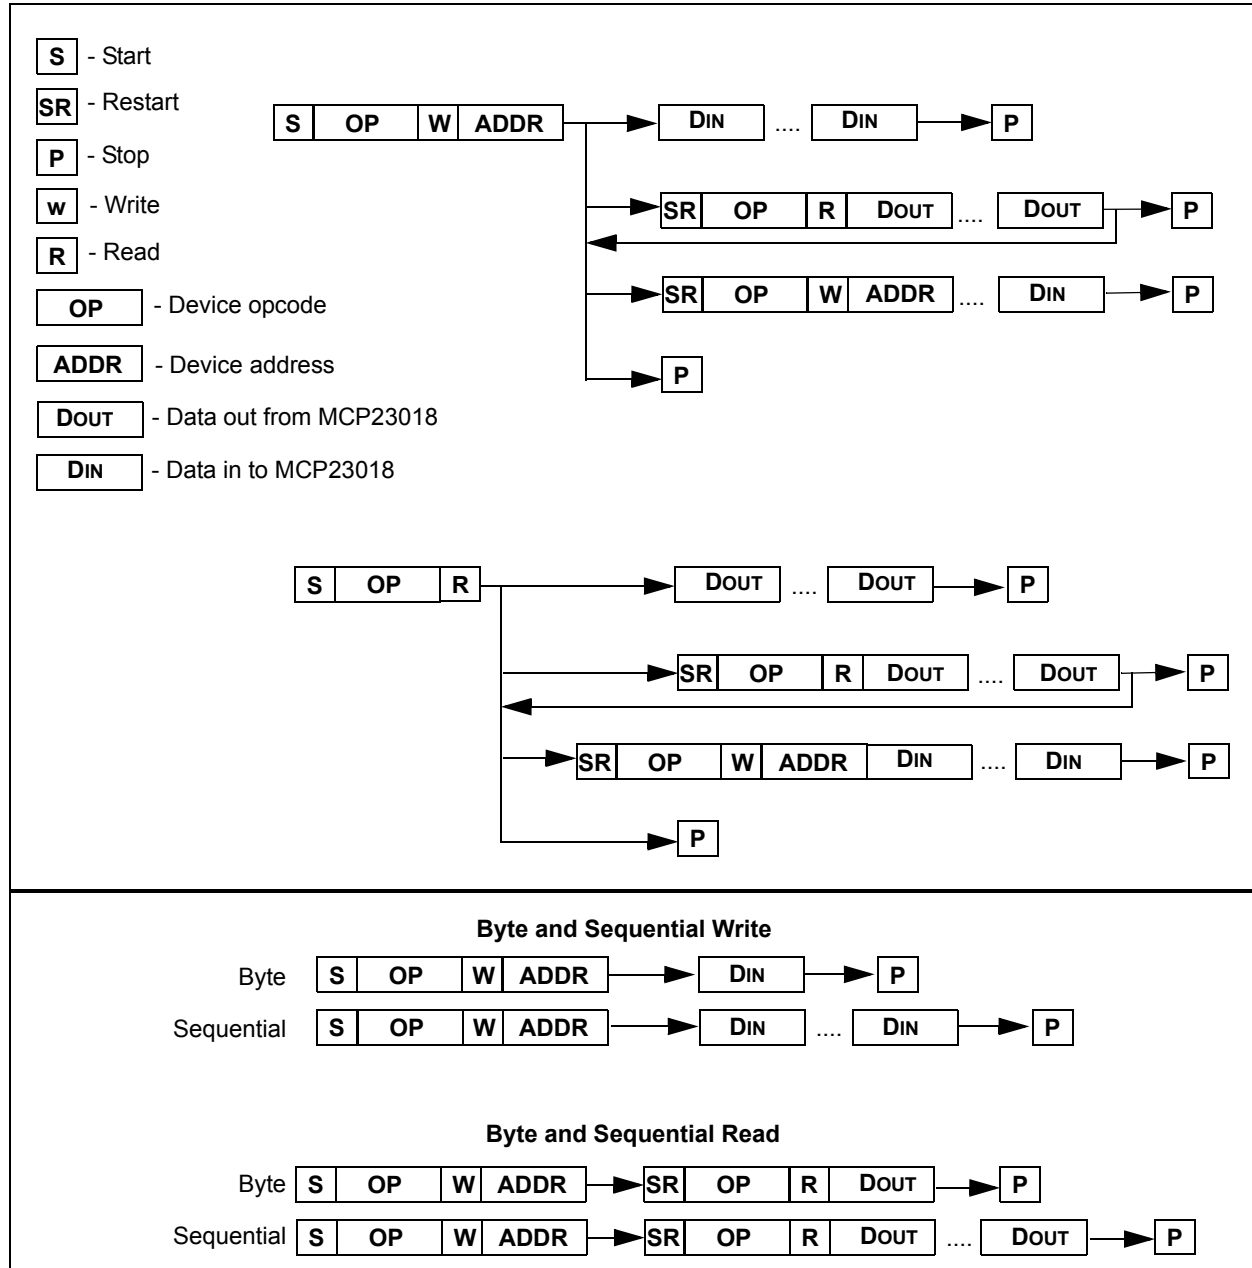 S - Start
SR - Restart
P - Stop
w - Write
R - Read
OP - Device opcode
ADDR - Device address
DOUT - Data out from MCP23018
DIN - Data in to MCP23018
S OP W ADDR DIN .... DIN P
SR OP R DOUT .... DOUT P
SR OP W ADDR .... DIN P
P
S OP R DOUT .... DOUT P
SR OP R DOUT .... DOUT P
SR OP W ADDR DIN .... DIN P
P
Byte and Sequential Write
Byte S OP W ADDR DIN P
Sequential S OP W ADDR DIN .... DIN P
Byte and Sequential Read
Byte S OP W ADDR SR OP R DOUT P
Sequential S OP W ADDR SR OP R DOUT .... DOUT P